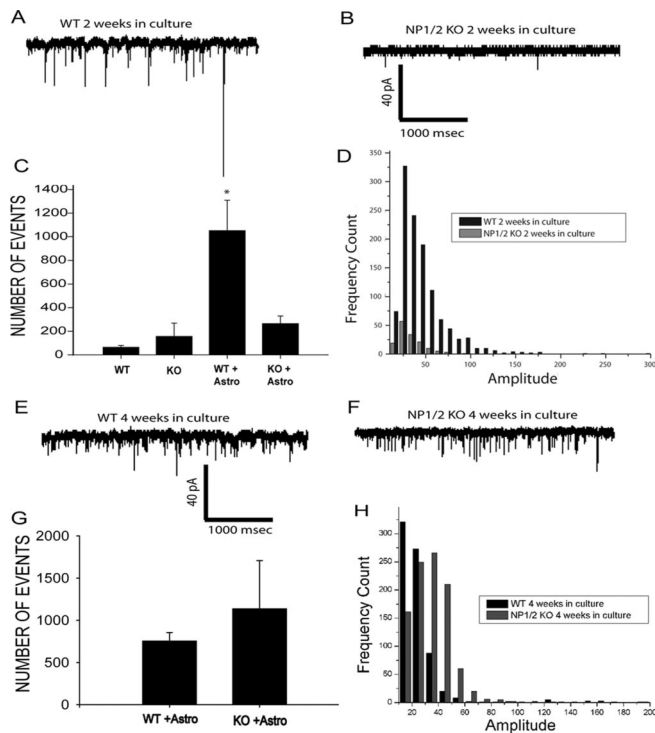 A
WT 2 weeks in culture
B
NP1/2 KO 2 weeks in culture
40 pA
1000 msec
C
NUMBER OF EVENTS
1400
1200
1000
800
600
400
200
0
*
WT
KO
WT +
Astro
KO +
Astro
D
Frequency Count
350
300
250
200
150
100
50
0
WT 2 weeks in culture
NP1/2 KO 2 weeks in culture
50
100
150
200
250
300
Amplitude
E
WT 4 weeks in culture
40 pA
1000 msec
F
NP1/2 KO 4 weeks in culture
G
NUMBER OF EVENTS
2000
1500
1000
500
0
WT +Astro
KO +Astro
H
Frequency Count
300
250
200
150
100
50
0
WT 4 weeks in culture
NP1/2 KO 4 weeks in culture
20
40
60
80
100
120
140
160
180
200
Amplitude